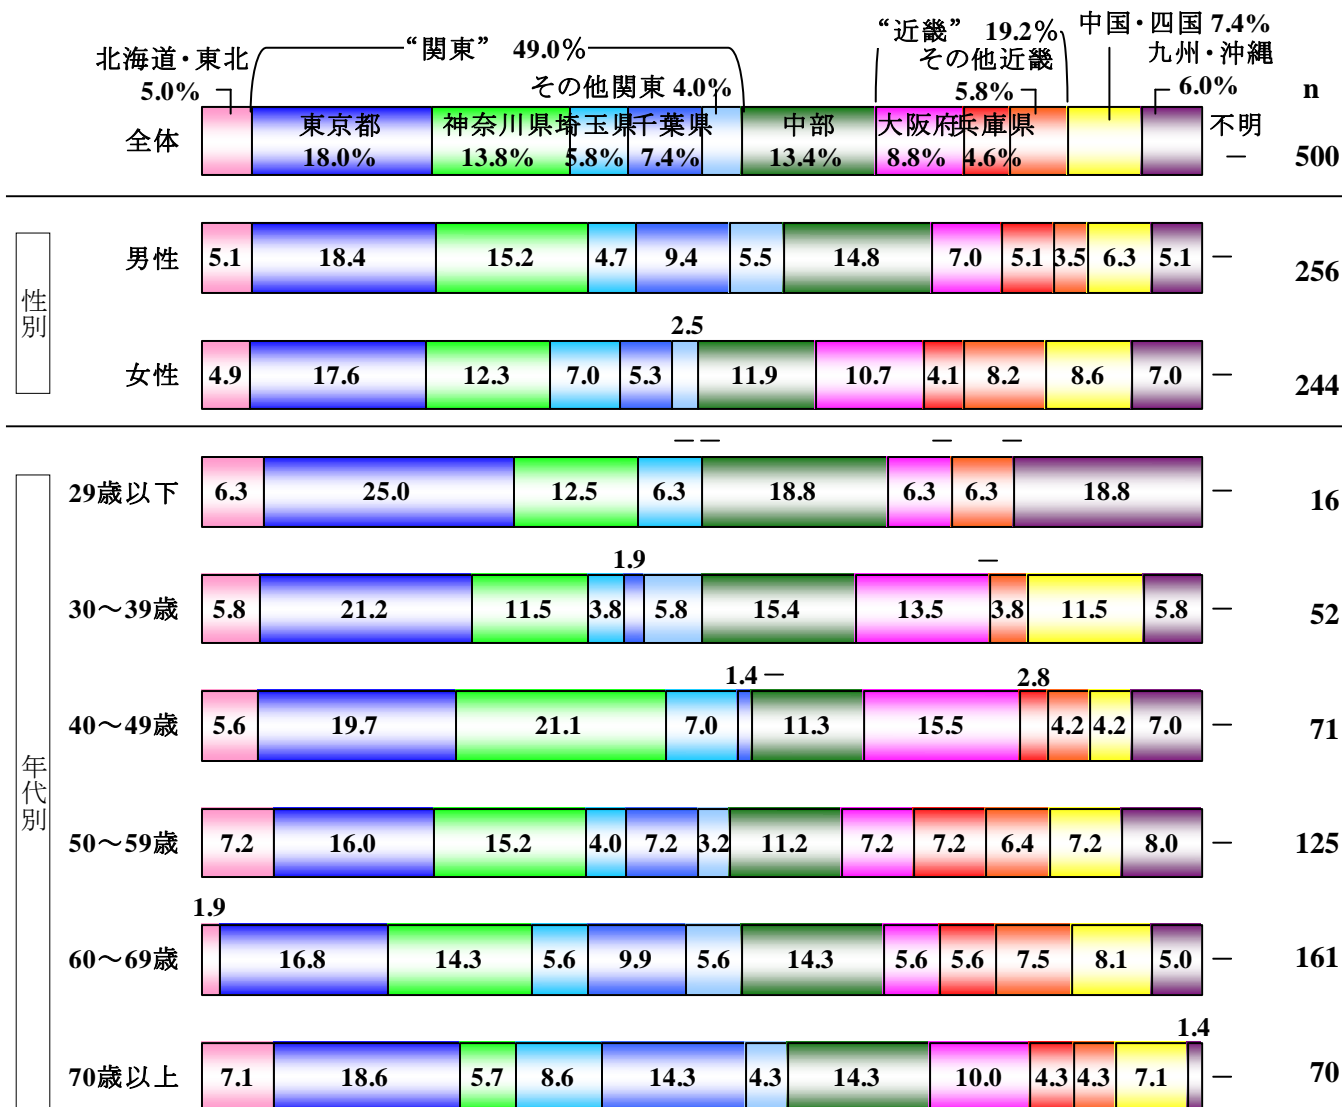 “関東” 49.0%
“近畿” 19.2%
中国・四国 7.4%
北海道・東北
5.0%
その他関東 4.0%
その他近畿
5.8%
九州・沖縄
6.0%
n
全体
東京都
18.0%
神奈川県
13.8%
埼玉県
5.8%
千葉県
7.4%
中部
13.4%
大阪府
8.8%
兵庫県
4.6%
不明
－
500
性別
男性 5.1 18.4 15.2 4.7 9.4 5.5 14.8 7.0 5.1 3.5 6.3 5.1 － 256
2.5
女性 4.9 17.6 12.3 7.0 5.3 11.9 10.7 4.1 8.2 8.6 7.0 － 244
年代別
－ － － －
29歳以下 6.3 25.0 12.5 6.3 18.8 6.3 6.3 18.8 － 16
1.9 －
30～39歳 5.8 21.2 11.5 3.8 5.8 15.4 13.5 3.8 11.5 5.8 － 52
1.4 － 2.8
40～49歳 5.6 19.7 21.1 7.0 11.3 15.5 4.2 4.2 7.0 － 71
50～59歳 7.2 16.0 15.2 4.0 7.2 3.2 11.2 7.2 7.2 6.4 7.2 8.0 － 125
1.9
60～69歳 16.8 14.3 5.6 9.9 5.6 14.3 5.6 5.6 7.5 8.1 5.0 － 161
1.4
70歳以上 7.1 18.6 5.7 8.6 14.3 4.3 14.3 10.0 4.3 4.3 7.1 － 70